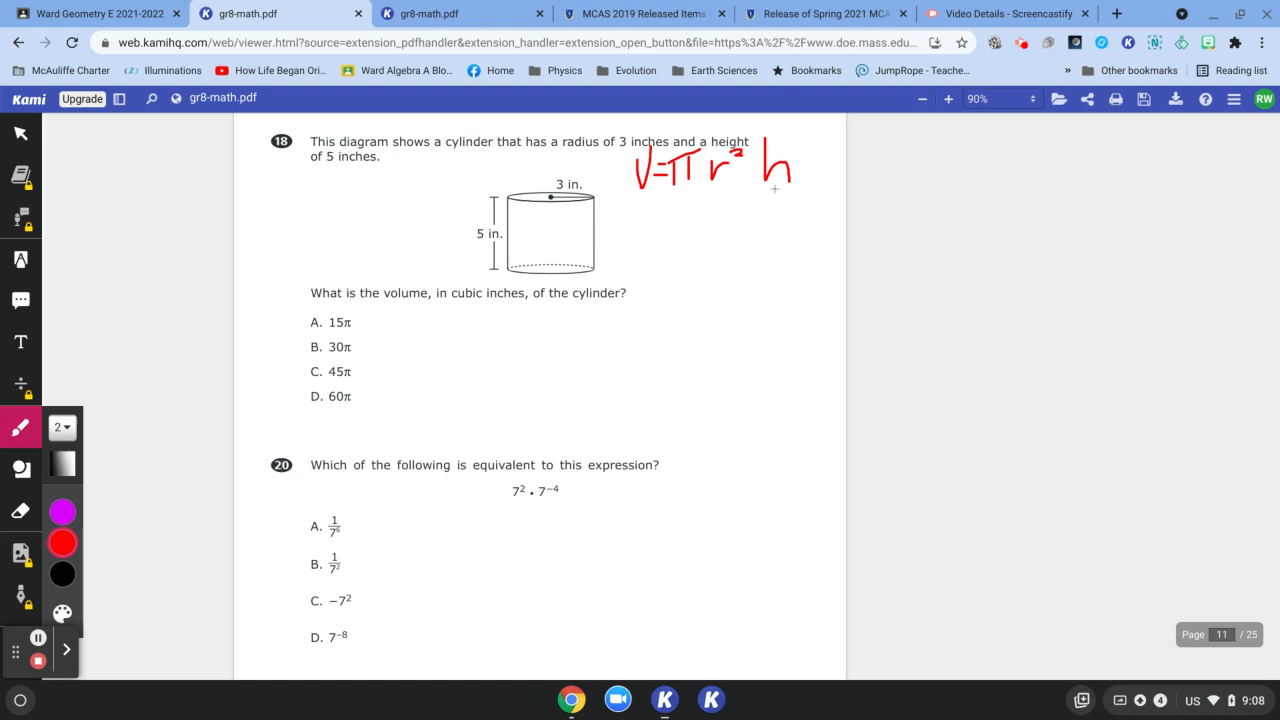 Ward Geometry E 2021-2022
gr8-math.pdf
gr8-math.pdf
MCAS 2019 Released Items
Release of Spring 2021 MCA
Video Details - Screencastify
web.kamihq.com/web/viewer.html?source=extension_pdfhandler&extension_handler=extension_open_button&file=https%3A%2F%2Fwww.doe.mass.edu...
McAuliffe Charter
Illuminations
How Life Began Ori...
Ward Algebra A Blo...
Home
Physics
Evolution
Earth Sciences
Bookmarks
JumpRope - Teache...
»
Other bookmarks
Reading list
Kami
Upgrade
gr8-math.pdf
90%
RW
18 This diagram shows a cylinder that has a radius of 3 inches and a height
of 5 inches.
V=πr² h
3 in.
5 in.
What is the volume, in cubic inches, of the cylinder?
A. 15π
B. 30π
C. 45π
D. 60π
2
20 Which of the following is equivalent to this expression?
7² • 7⁻⁴
A. 1/7⁶
B. 1/7²
C. −7²
D. 7⁻⁸
Page 11 / 25
US
9:08